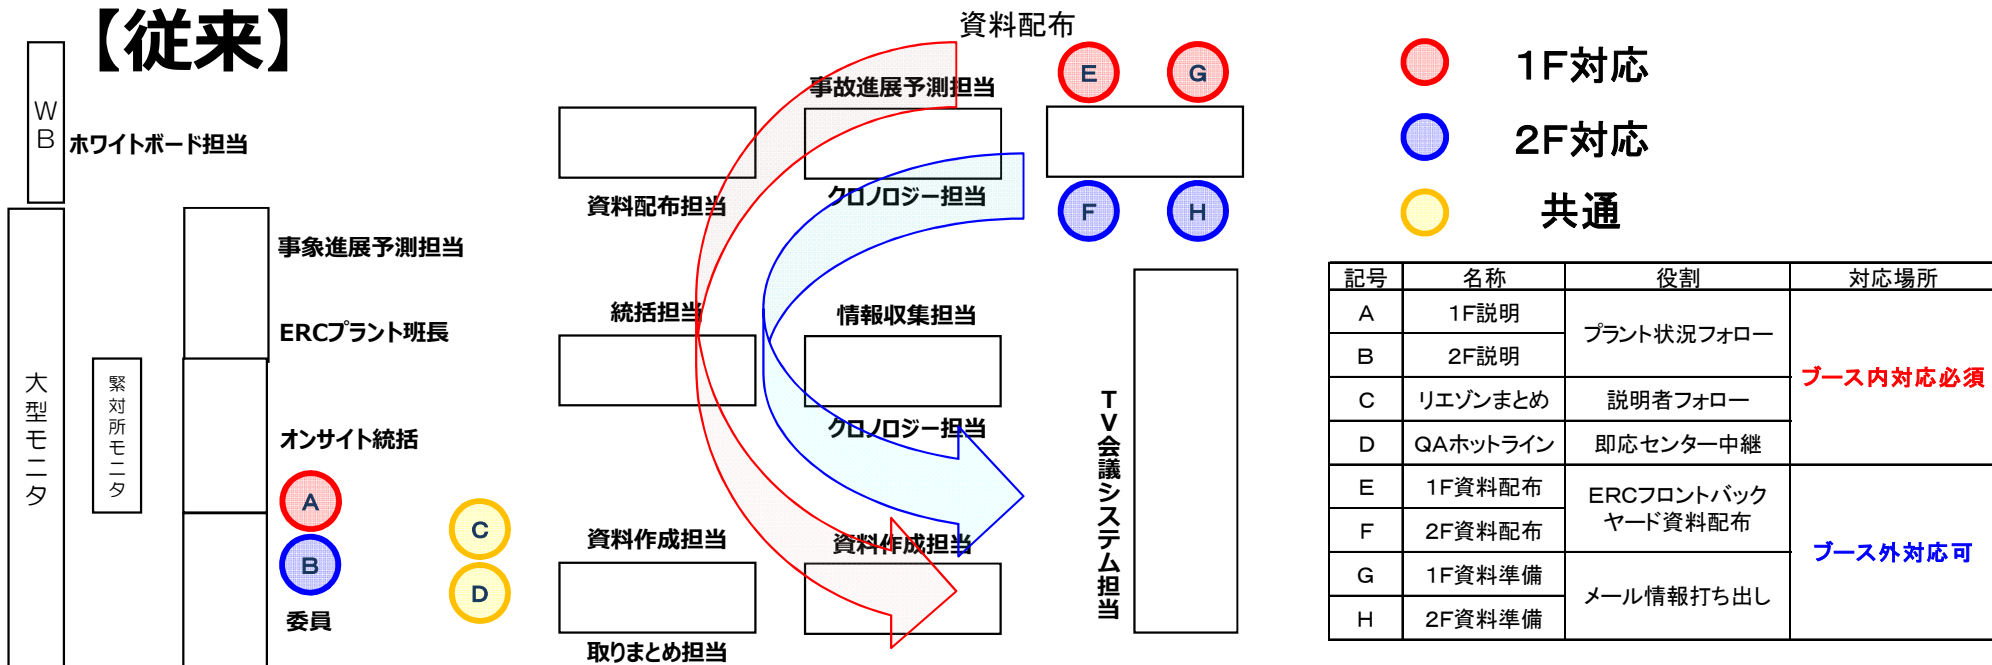 【従来】
資料配布
WB
ホワイトボード担当
事故進展予測担当
E
G
資料配布担当
クロノロジー担当
F
H
事象進展予測担当
ERCプラント班長
統括担当
情報収集担当
大型モニタ
緊対所モニタ
オンサイト統括
クロノロジー担当
TV会議システム担当
A
B
C
D
委員
資料作成担当
資料作成担当
取りまとめ担当
1F対応
2F対応
共通
記号 名称 役割 対応場所
A 1F説明 プラント状況フォロー ブース内対応必須
B 2F説明
C リエゾンまとめ 説明者フォロー
D QAホットライン 即応センター中継
E 1F資料配布 ERCフロントバック
ヤード資料配布 ブース外対応可
F 2F資料配布
G 1F資料準備 メール情報打ち出し
H 2F資料準備